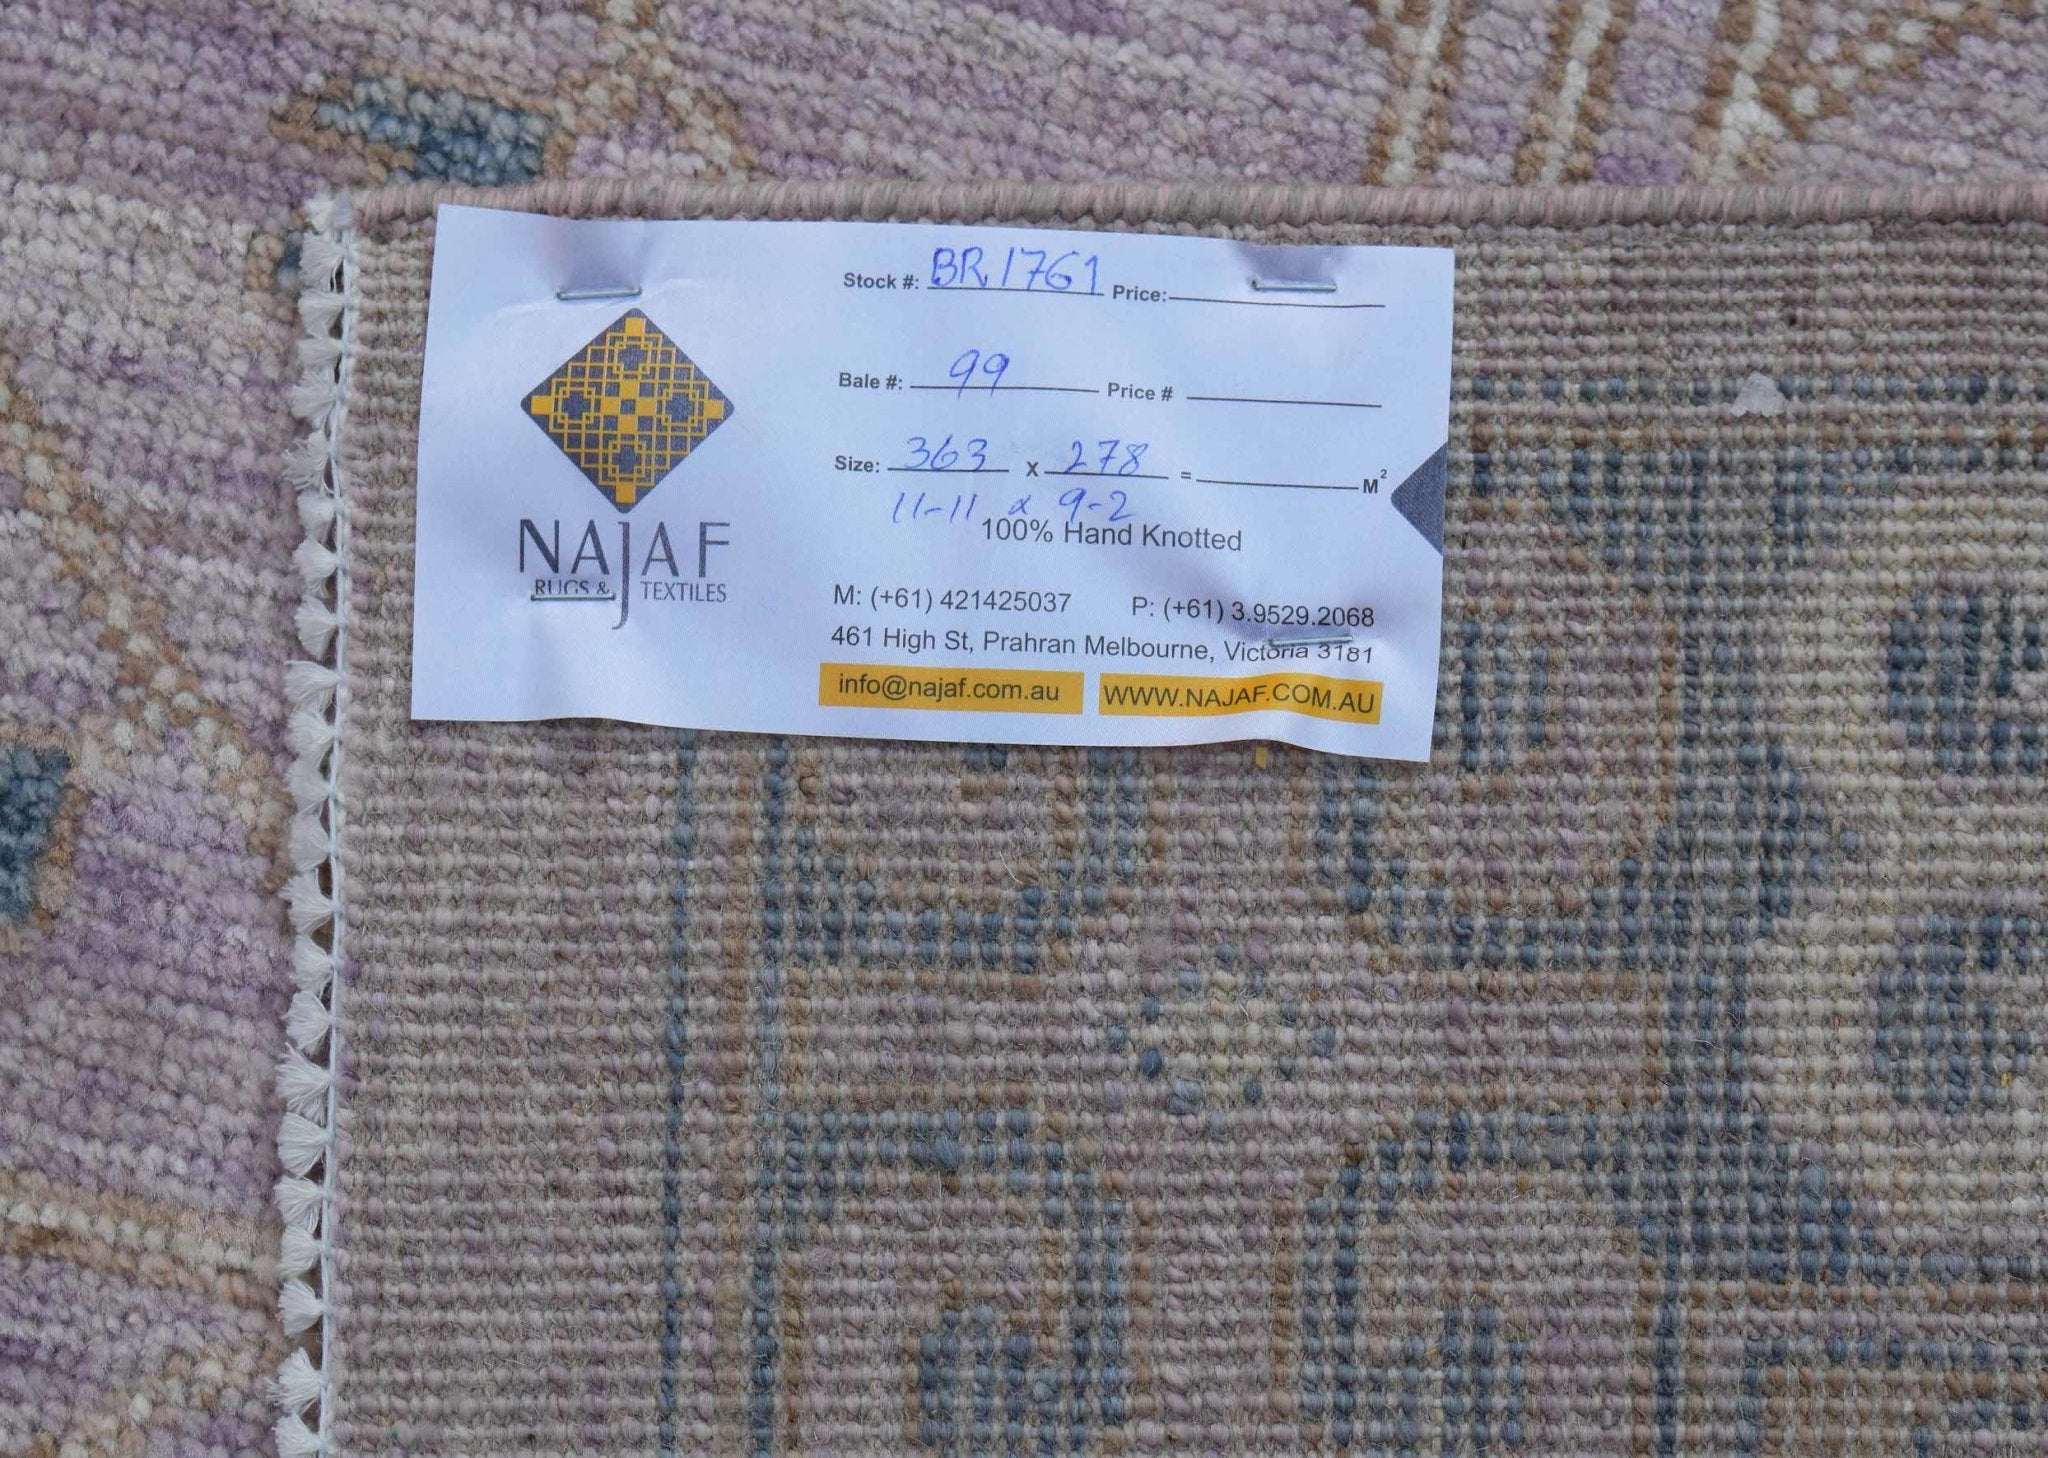 Stock #: BR1761 Price:
Bale #: 99 Price #
Size: 363 x 278 = M²
11-11 x 9-2
100% Hand Knotted
NAJAF
RUGS & TEXTILES
M: (+61) 421425037 P: (+61) 3.9529.2068
461 High St, Prahran Melbourne, Victoria 3181
info@najaf.com.au WWW.NAJAF.COM.AU